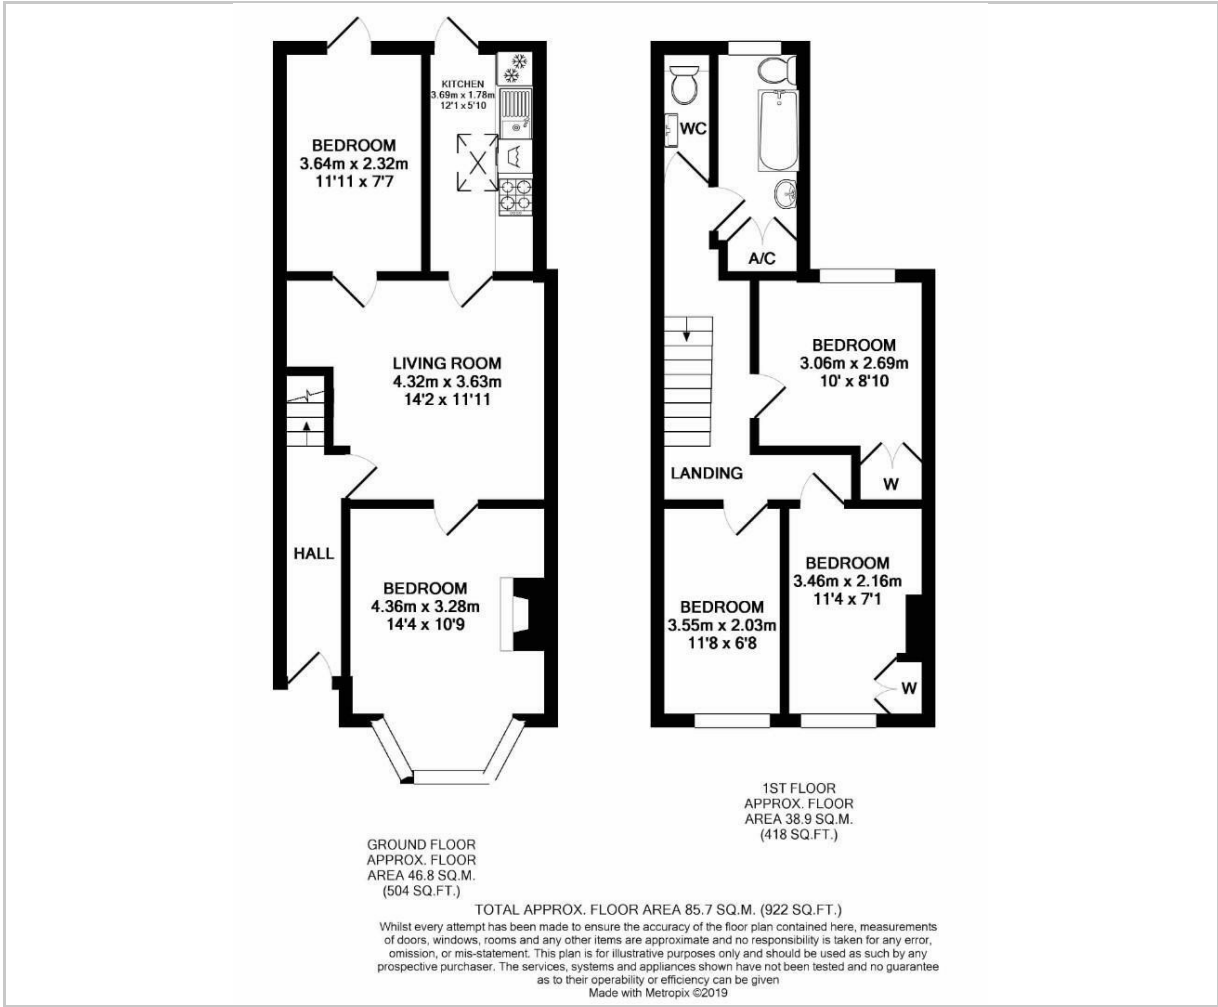 KITCHEN
3.69m x 1.78m
12'1 x 5'10
BEDROOM
3.64m x 2.32m
11'11 x 7'7
LIVING ROOM
4.32m x 3.63m
14'2 x 11'11
HALL
BEDROOM
4.36m x 3.28m
14'4 x 10'9
GROUND FLOOR
APPROX. FLOOR
AREA 46.8 SQ.M.
(504 SQ.FT.)
WC
A/C
BEDROOM
3.06m x 2.69m
10' x 8'10
W
LANDING
BEDROOM
3.46m x 2.16m
11'4 x 7'1
BEDROOM
3.55m x 2.03m
11'8 x 6'8
W
1ST FLOOR
APPROX. FLOOR
AREA 38.9 SQ.M.
(418 SQ.FT.)
TOTAL APPROX. FLOOR AREA 85.7 SQ.M. (922 SQ.FT.)
Whilst every attempt has been made to ensure the accuracy of the floor plan contained here, measurements
of doors, windows, rooms and any other items are approximate and no responsibility is taken for any error,
omission, or mis-statement. This plan is for illustrative purposes only and should be used as such by any
prospective purchaser. The services, systems and appliances shown have not been tested and no guarantee
as to their operability or efficiency can be given
Made with Metropix ©2019